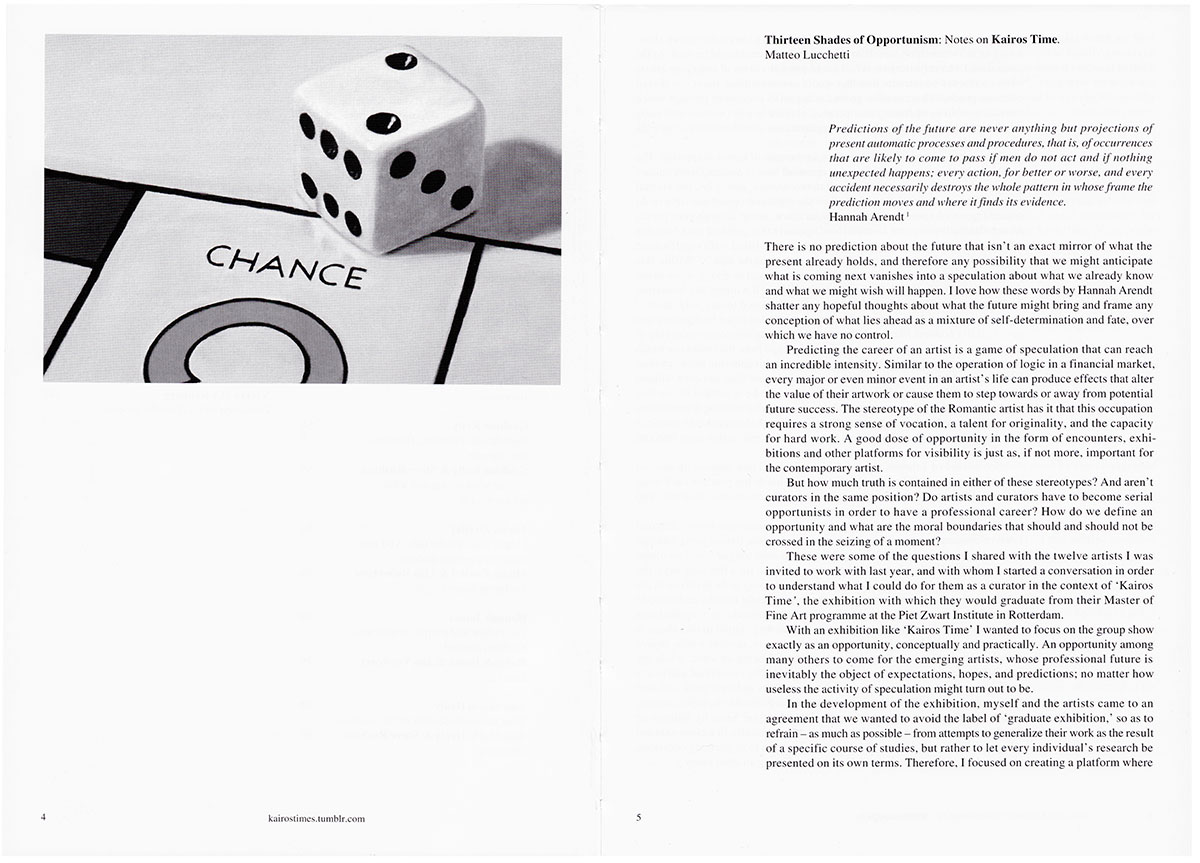 CHANCE
4
kairostimes.tumblr.com
Thirteen Shades of Opportunism: Notes on Kairos Time.
Matteo Lucchetti
Predictions of the future are never anything but projections of
present automatic processes and procedures, that is, of occurrences
that are likely to come to pass if men do not act and if nothing
unexpected happens; every action, for better or worse, and every
accident necessarily destroys the whole pattern in whose frame the
prediction moves and where it finds its evidence.
Hannah Arendt 1
There is no prediction about the future that isn't an exact mirror of what the
present already holds, and therefore any possibility that we might anticipate
what is coming next vanishes into a speculation about what we already know
and what we might wish will happen. I love how these words by Hannah Arendt
shatter any hopeful thoughts about what the future might bring and frame any
conception of what lies ahead as a mixture of self-determination and fate, over
which we have no control.
Predicting the career of an artist is a game of speculation that can reach
an incredible intensity. Similar to the operation of logic in a financial market,
every major or even minor event in an artist's life can produce effects that alter
the value of their artwork or cause them to step towards or away from potential
future success. The stereotype of the Romantic artist has it that this occupation
requires a strong sense of vocation, a talent for originality, and the capacity
for hard work. A good dose of opportunity in the form of encounters, exhi-
bitions and other platforms for visibility is just as, if not more, important for
the contemporary artist.
But how much truth is contained in either of these stereotypes? And aren't
curators in the same position? Do artists and curators have to become serial
opportunists in order to have a professional career? How do we define an
opportunity and what are the moral boundaries that should and should not be
crossed in the seizing of a moment?
These were some of the questions I shared with the twelve artists I was
invited to work with last year, and with whom I started a conversation in order
to understand what I could do for them as a curator in the context of 'Kairos
Time', the exhibition with which they would graduate from their Master of
Fine Art programme at the Piet Zwart Institute in Rotterdam.
With an exhibition like 'Kairos Time' I wanted to focus on the group show
exactly as an opportunity, conceptually and practically. An opportunity among
many others to come for the emerging artists, whose professional future is
inevitably the object of expectations, hopes, and predictions; no matter how
useless the activity of speculation might turn out to be.
In the development of the exhibition, myself and the artists came to an
agreement that we wanted to avoid the label of 'graduate exhibition,' so as to
refrain – as much as possible – from attempts to generalize their work as the result
of a specific course of studies, but rather to let every individual's research be
presented on its own terms. Therefore, I focused on creating a platform where
5